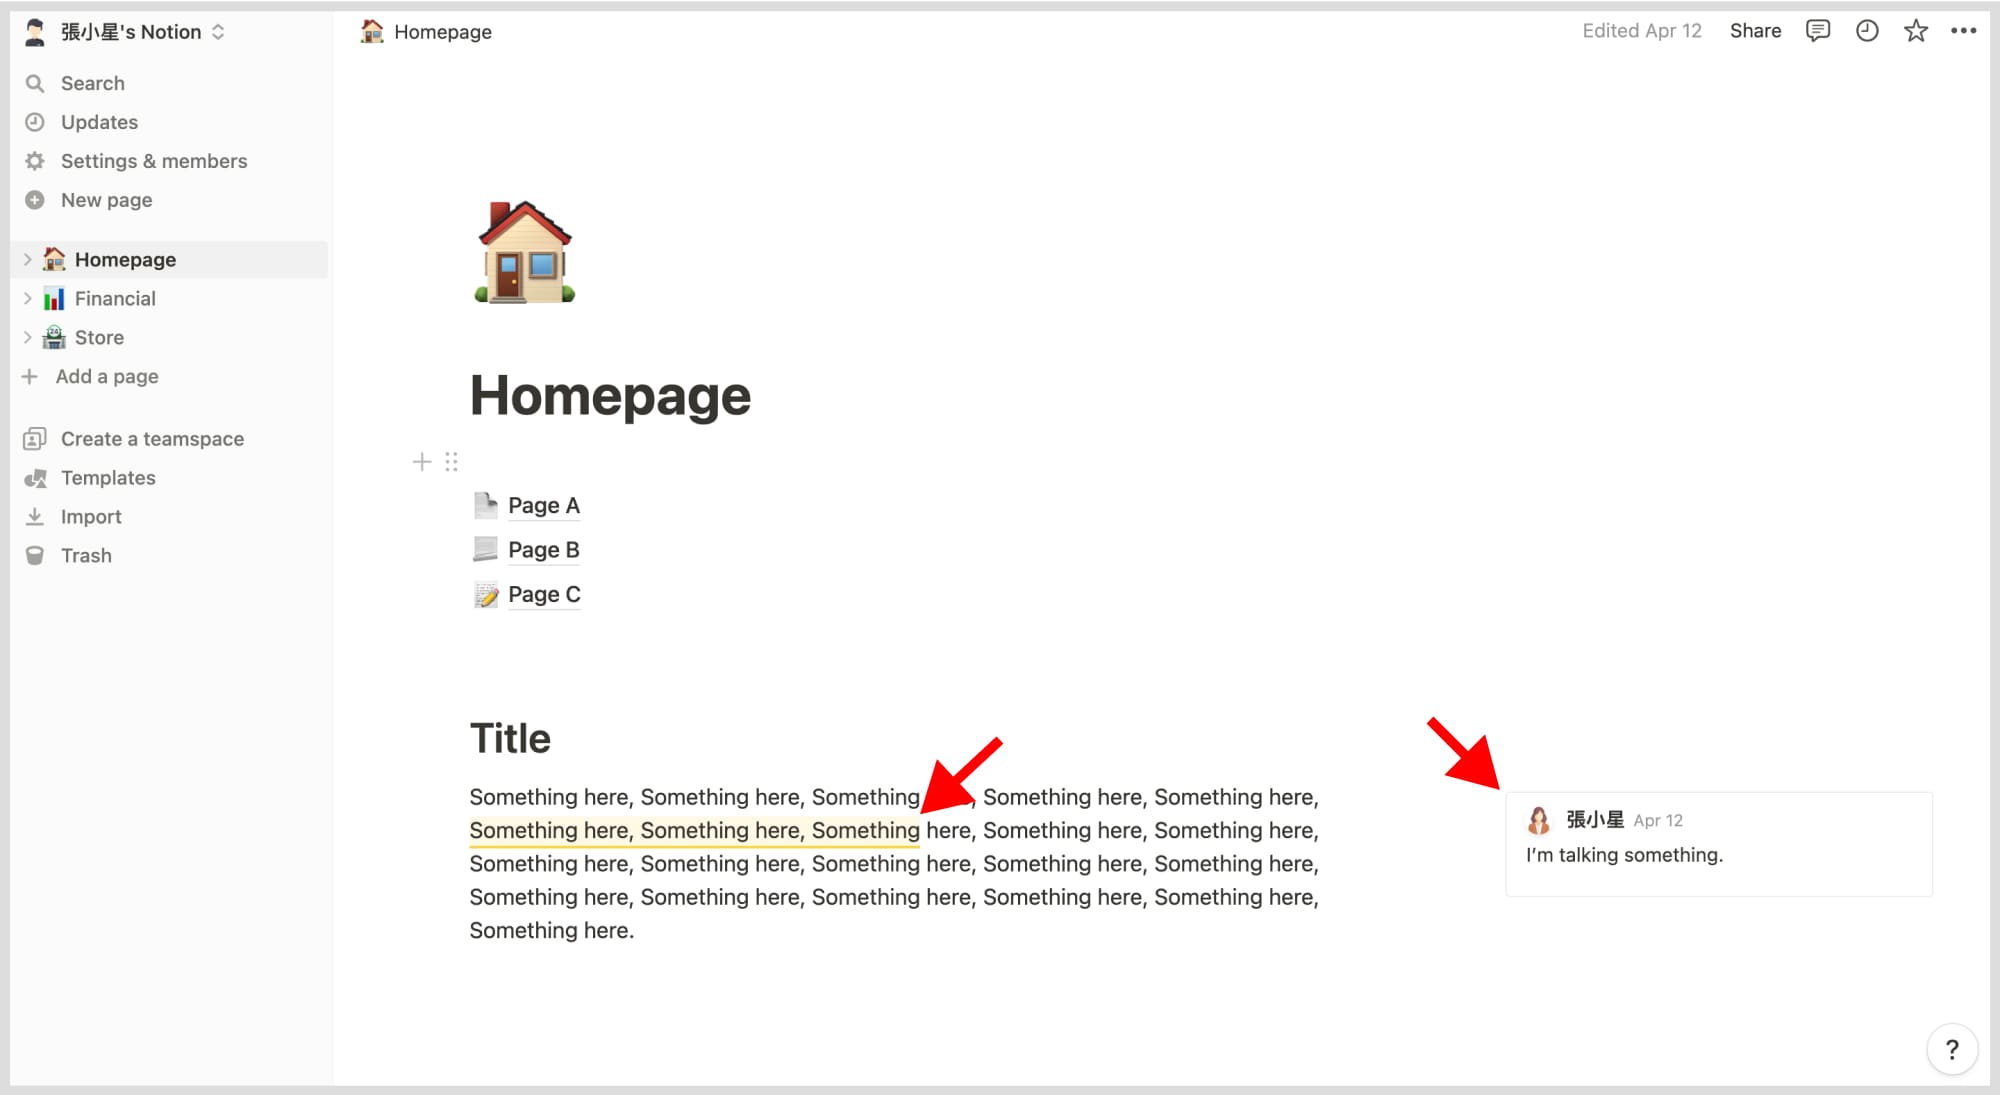 張小星's Notion
Search
Updates
Settings & members
New page
Homepage
Financial
Store
Add a page
Create a teamspace
Templates
Import
Trash
Homepage
Edited Apr 12
Share
Homepage
Page A
Page B
Page C
Title
Something here, Something here, Something , Something here, Something here,
Something here, Something here, Something here, Something here, Something here,
Something here, Something here, Something here, Something here, Something here,
Something here, Something here, Something here, Something here, Something here,
Something here.
張小星 Apr 12
I’m talking something.
?